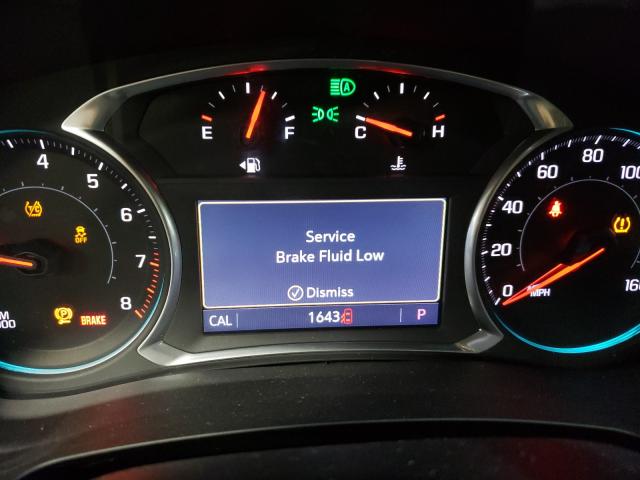 E F C H
4
5
6
7
8
T/C
OFF
P
BRAKE
A
Service
Brake Fluid Low
Dismiss
CAL 1643 P
0
20
40
60
80
100
MPH